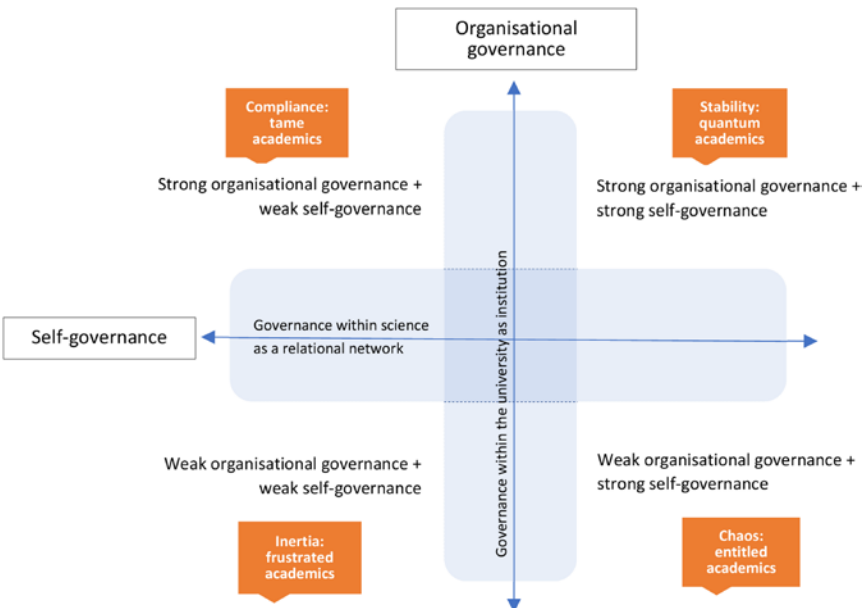 Organisational
governance
Compliance:
tame
academics
Stability:
quantum
academics
Strong organisational governance +
weak self-governance
Strong organisational governance +
strong self-governance
Self-governance
Governance within science
as a relational network
Governance within the university as institution
Weak organisational governance +
weak self-governance
Weak organisational governance +
strong self-governance
Inertia:
frustrated
academics
Chaos:
entitled
academics